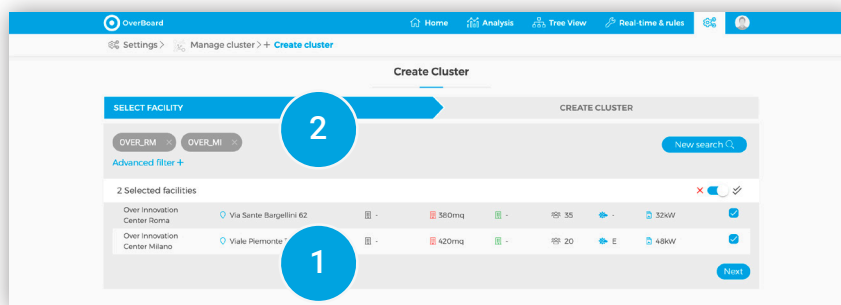 OverBoard Home Analysis Tree View Real-time & rules
Settings > Manage cluster > + Create cluster
Create Cluster
SELECT FACILITY CREATE CLUSTER
2
OVER_RM × OVER_MI × New search
Advanced filter +
2 Selected facilities
Over Innovation Center Roma Via Sante Bargellini 62 - 380mq - 35 - 32kW
Over Innovation Center Milano Viale Piemonte - 420mq - 20 E 48kW
1
Next